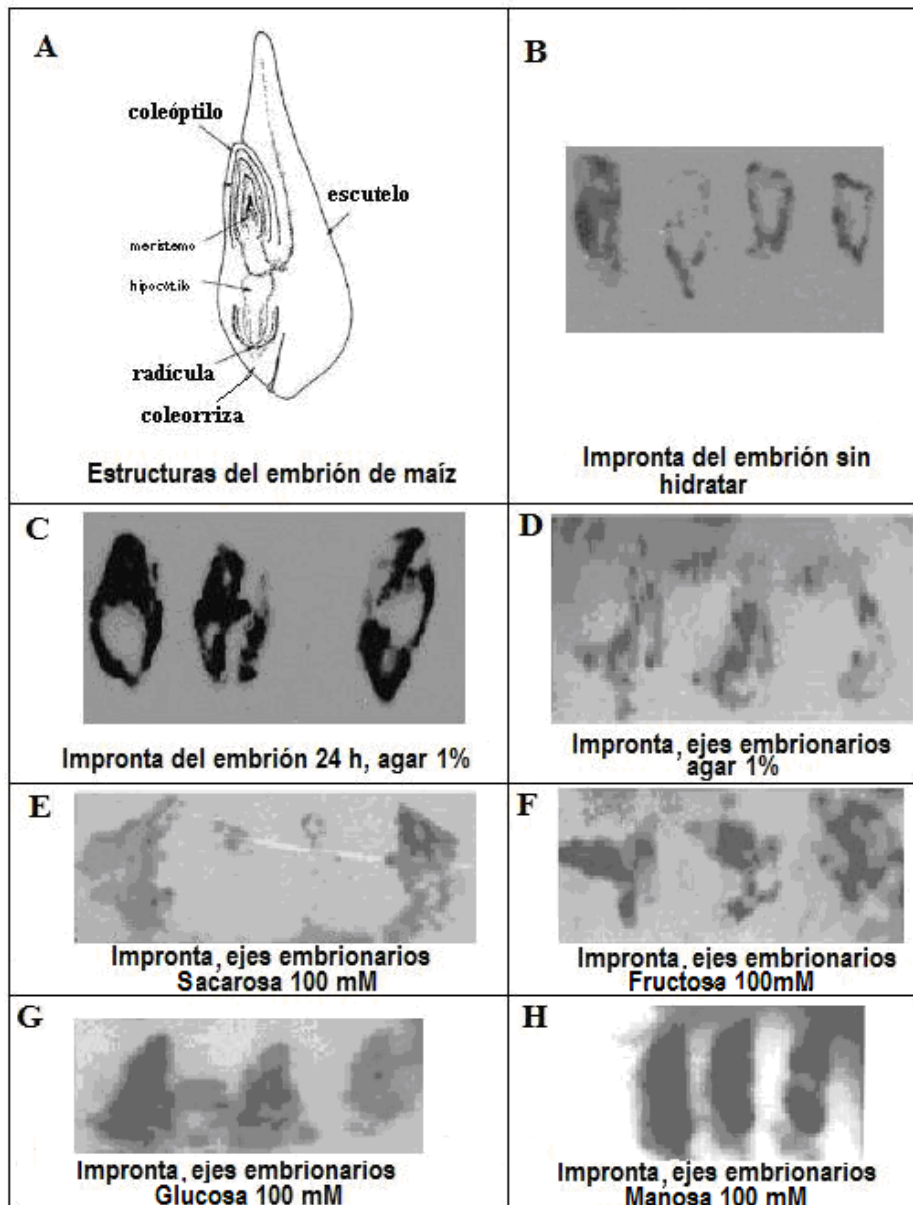 A
coleóptilo
escutelo
meristemo
hipocótilo
radícula
coleorriza
Estructuras del embrión de maíz
B
Impronta del embrión sin
hidratar
C
Impronta del embrión 24 h, agar 1%
D
Impronta, ejes embrionarios
agar 1%
E
Impronta, ejes embrionarios
Sacarosa 100 mM
F
Impronta, ejes embrionarios
Fructosa 100mM
G
Impronta, ejes embrionarios
Glucosa 100 mM
H
Impronta, ejes embrionarios
Manosa 100 mM